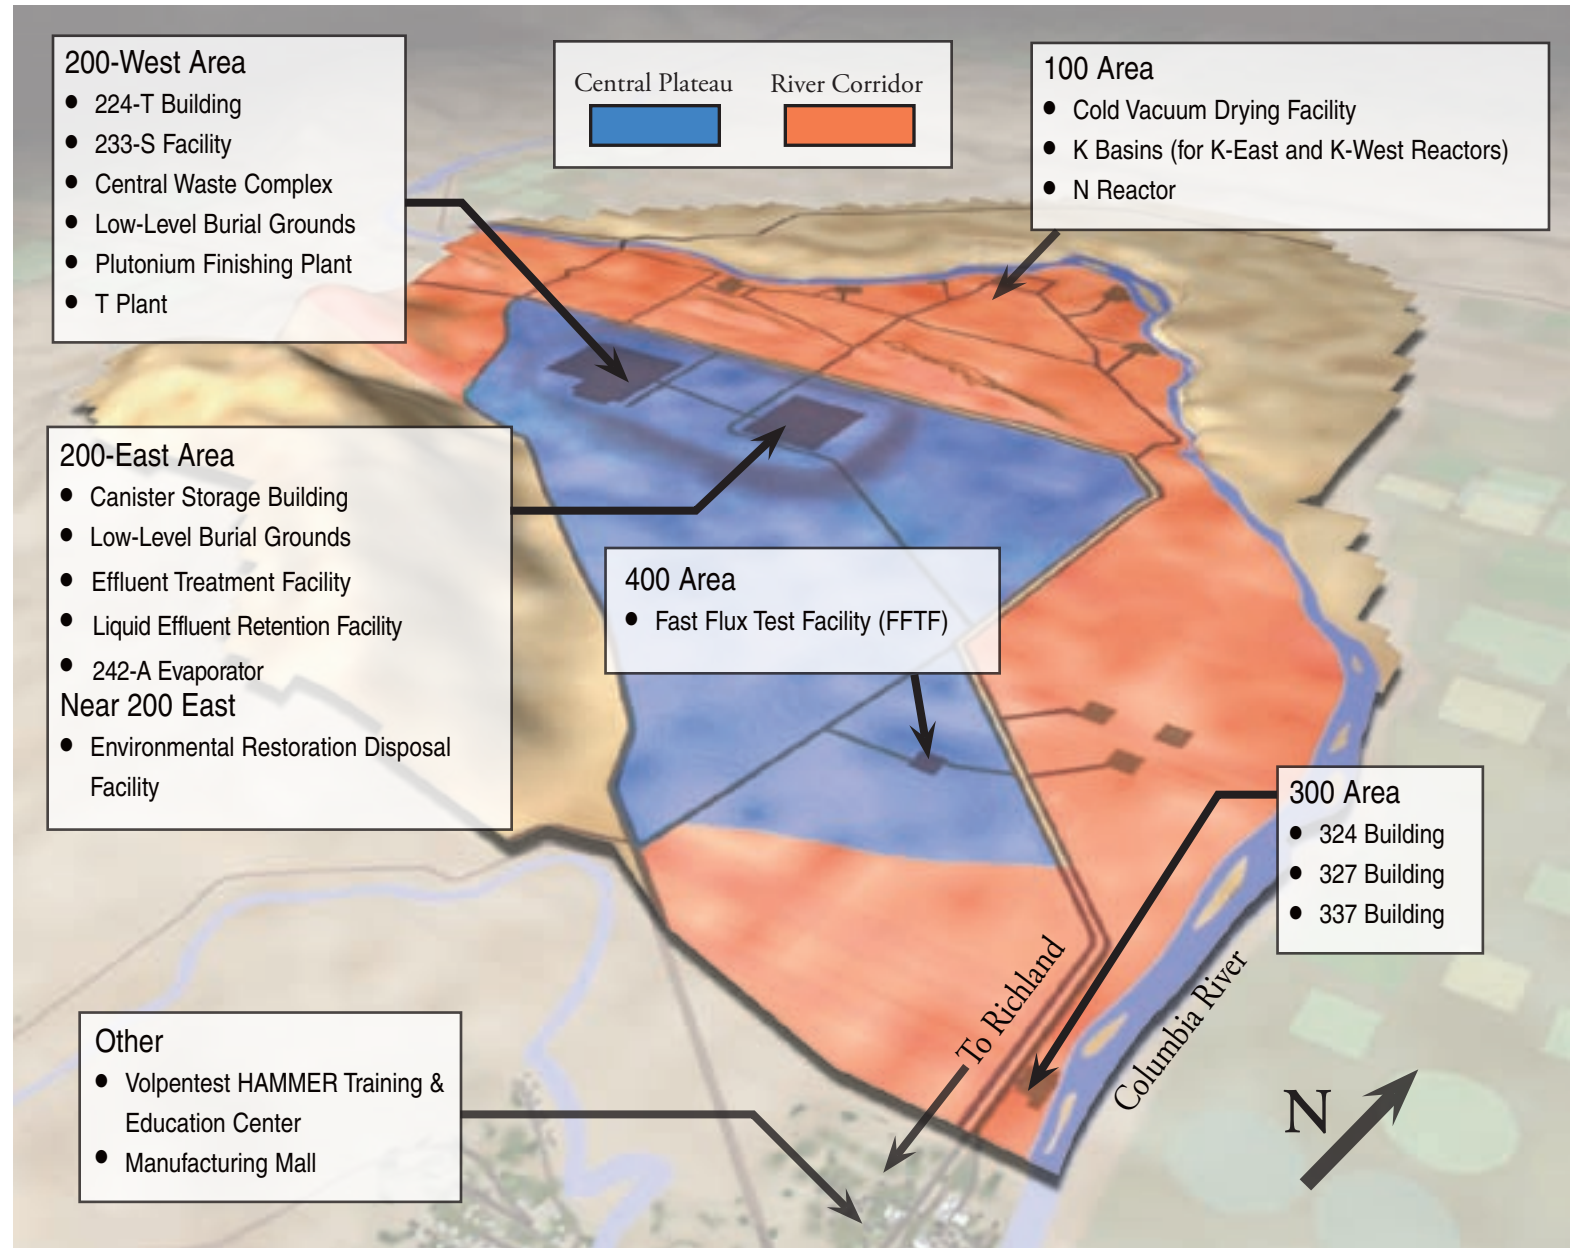 200-West Area
• 224-T Building
• 233-S Facility
• Central Waste Complex
• Low-Level Burial Grounds
• Plutonium Finishing Plant
• T Plant
Central Plateau
River Corridor
100 Area
• Cold Vacuum Drying Facility
• K Basins (for K-East and K-West Reactors)
• N Reactor
200-East Area
• Canister Storage Building
• Low-Level Burial Grounds
• Effluent Treatment Facility
• Liquid Effluent Retention Facility
• 242-A Evaporator
Near 200 East
• Environmental Restoration Disposal
Facility
400 Area
• Fast Flux Test Facility (FFTF)
300 Area
• 324 Building
• 327 Building
• 337 Building
To Richland
Columbia River
N
Other
• Volpentest HAMMER Training &
Education Center
• Manufacturing Mall